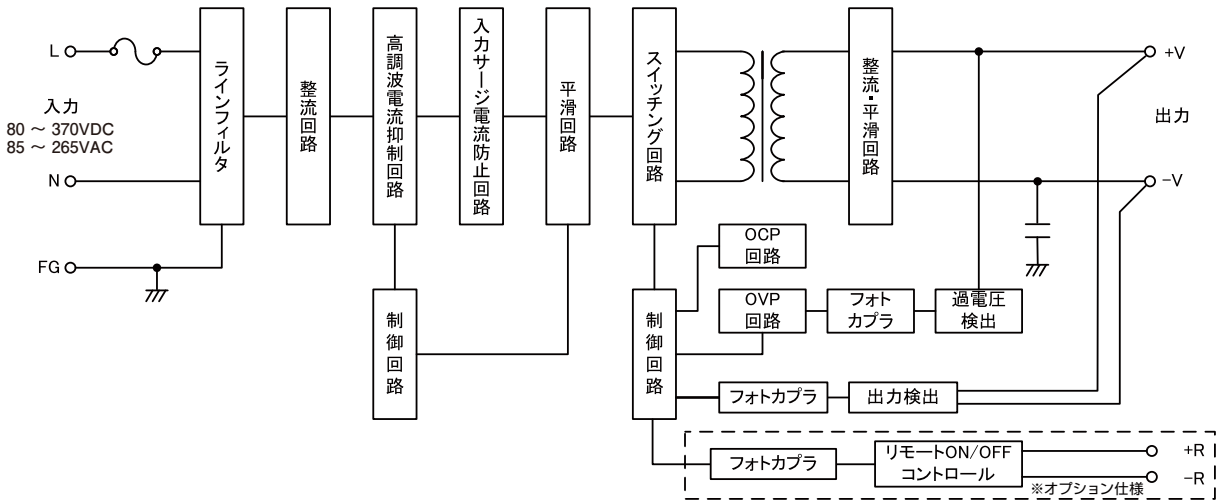 L
入力
80 ～ 370VDC
85 ～ 265VAC
N
FG
ラインフィルタ
整流回路
高調波電流抑制回路
入力サージ電流防止回路
平滑回路
スイッチング回路
整流・平滑回路
+V
出力
−V
制御回路
制御回路
OCP
回路
OVP
回路
フォト
カプラ
過電圧
検出
フォトカプラ
出力検出
フォトカプラ
リモートON/OFF
コントロール
+R
−R
※オプション仕様